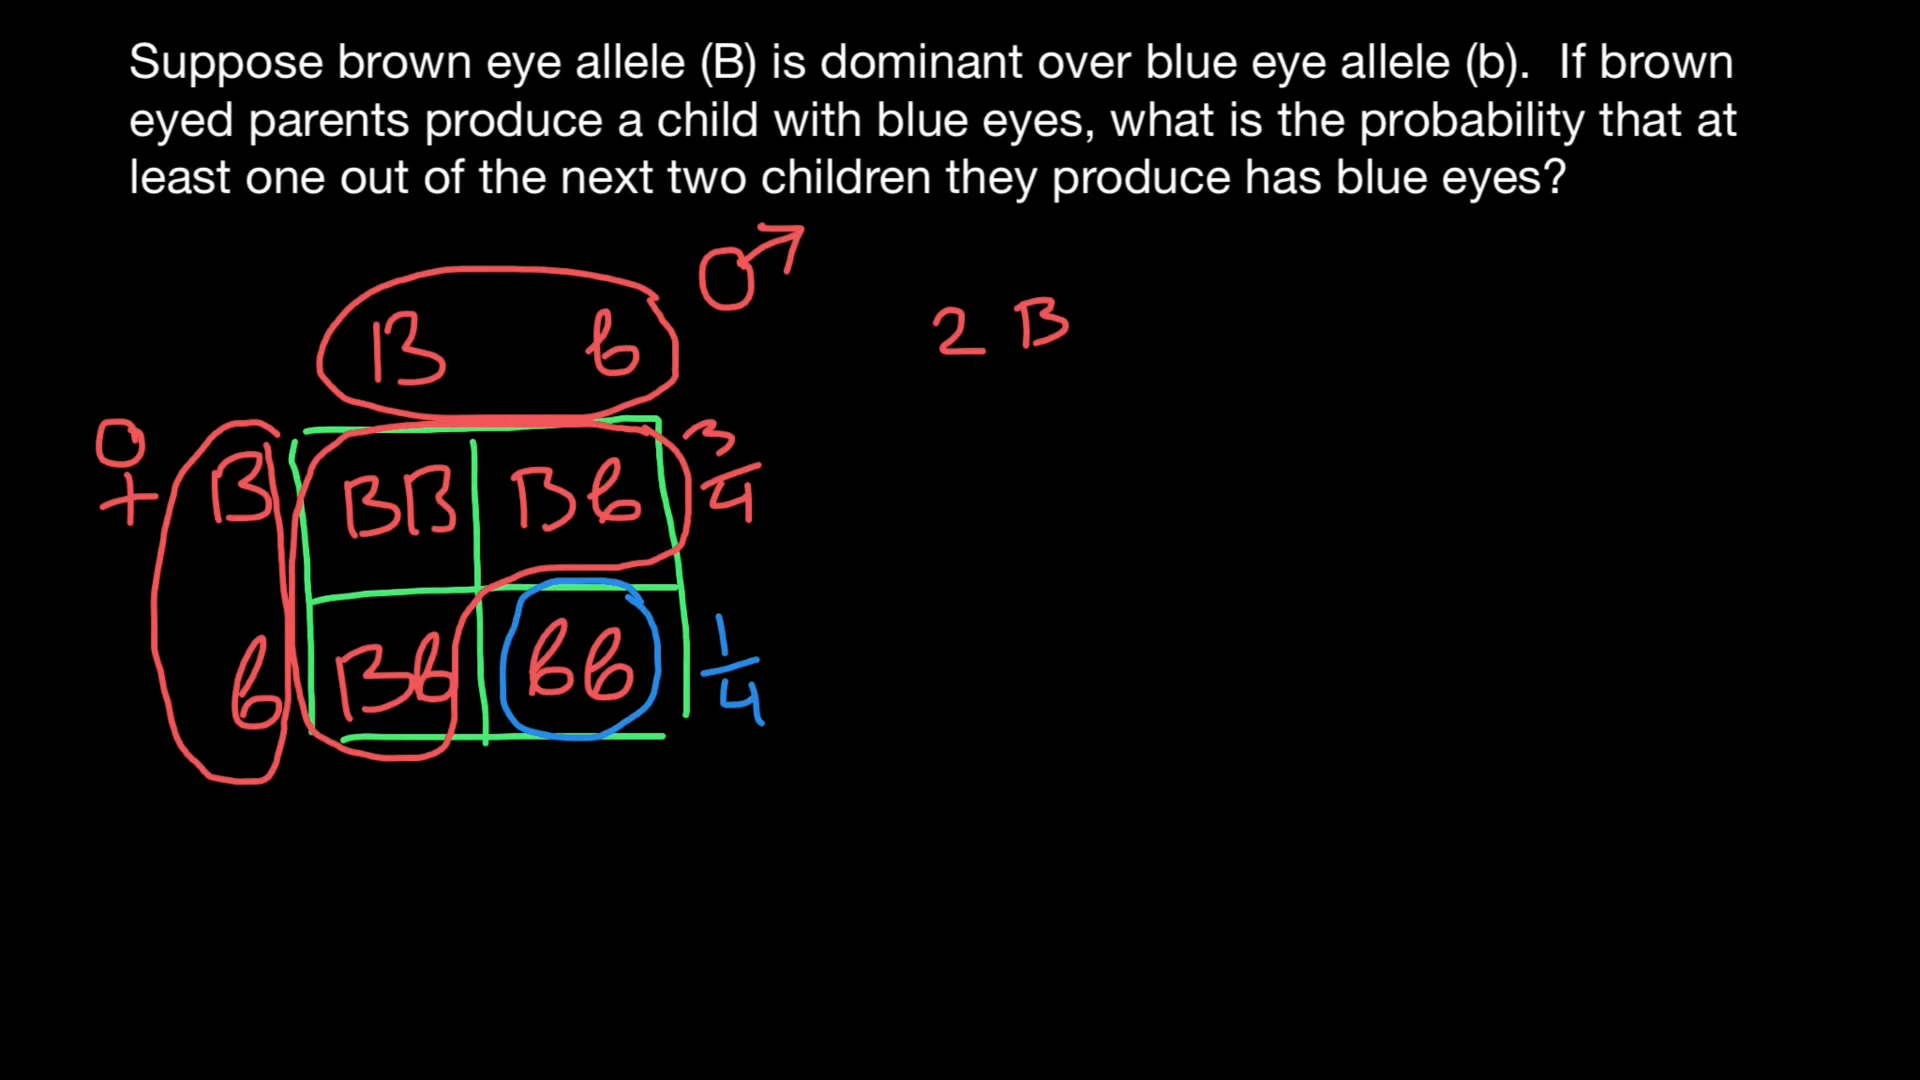 Suppose brown eye allele (B) is dominant over blue eye allele (b). If brown
eyed parents produce a child with blue eyes, what is the probability that at
least one out of the next two children they produce has blue eyes?
♂
B b
2 B
♀
B BB Bb 3/4
b Bb bb 1/4